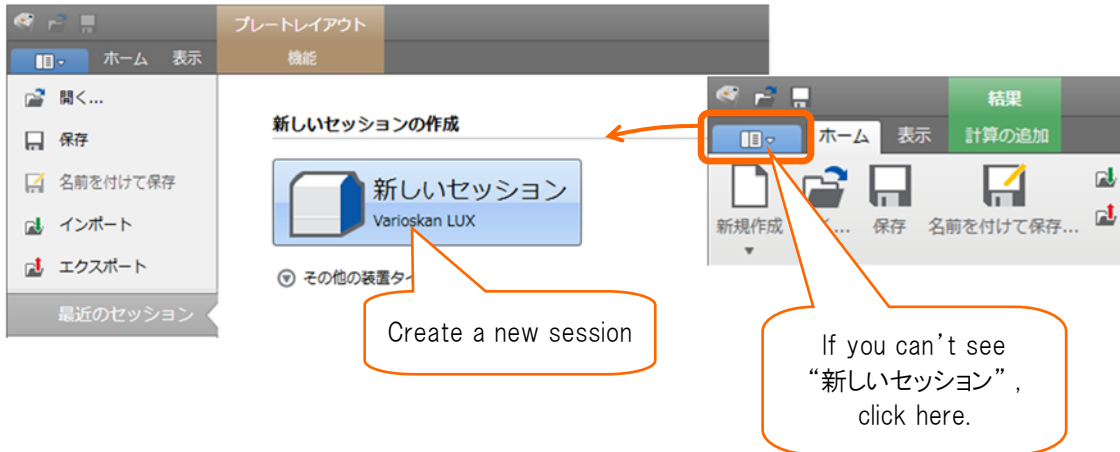 プレートレイアウト
ホーム 表示 機能
開く...
保存
名前を付けて保存
インポート
エクスポート
最近のセッション
新しいセッションの作成
新しいセッション
Varioskan LUX
その他の装置タイ
Create a new session
結果
ホーム 表示 計算の追加
新規作成 ... 保存 名前を付けて保存...
If you can't see
“新しいセッション”,
click here.